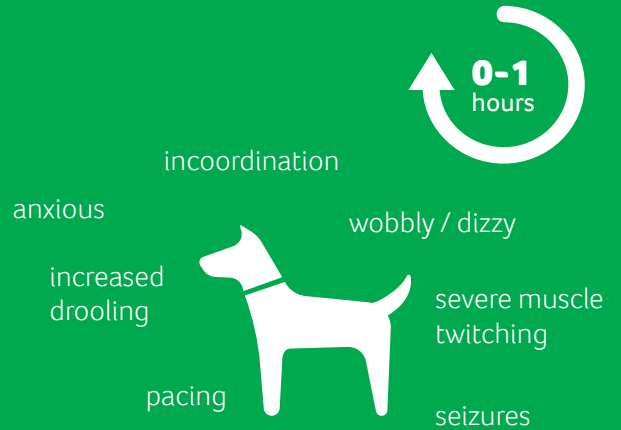 0-1
hours
incoordination
anxious
wobbly / dizzy
increased
drooling
severe muscle
twitching
pacing
seizures